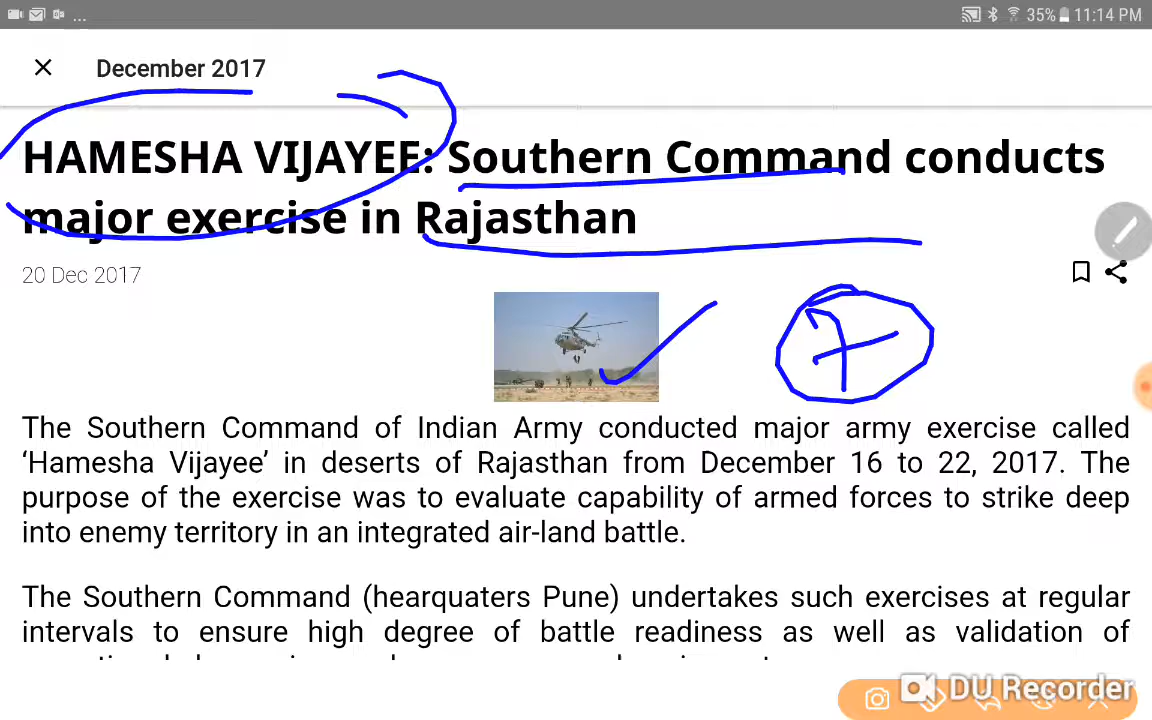 ... 35% 11:14 PM
December 2017
HAMESHA VIJAYEE: Southern Command conducts
major exercise in Rajasthan
20 Dec 2017
7
The Southern Command of Indian Army conducted major army exercise called
‘Hamesha Vijayee’ in deserts of Rajasthan from December 16 to 22, 2017. The
purpose of the exercise was to evaluate capability of armed forces to strike deep
into enemy territory in an integrated air-land battle.
The Southern Command (hearquaters Pune) undertakes such exercises at regular
intervals to ensure high degree of battle readiness as well as validation of
DU Recorder